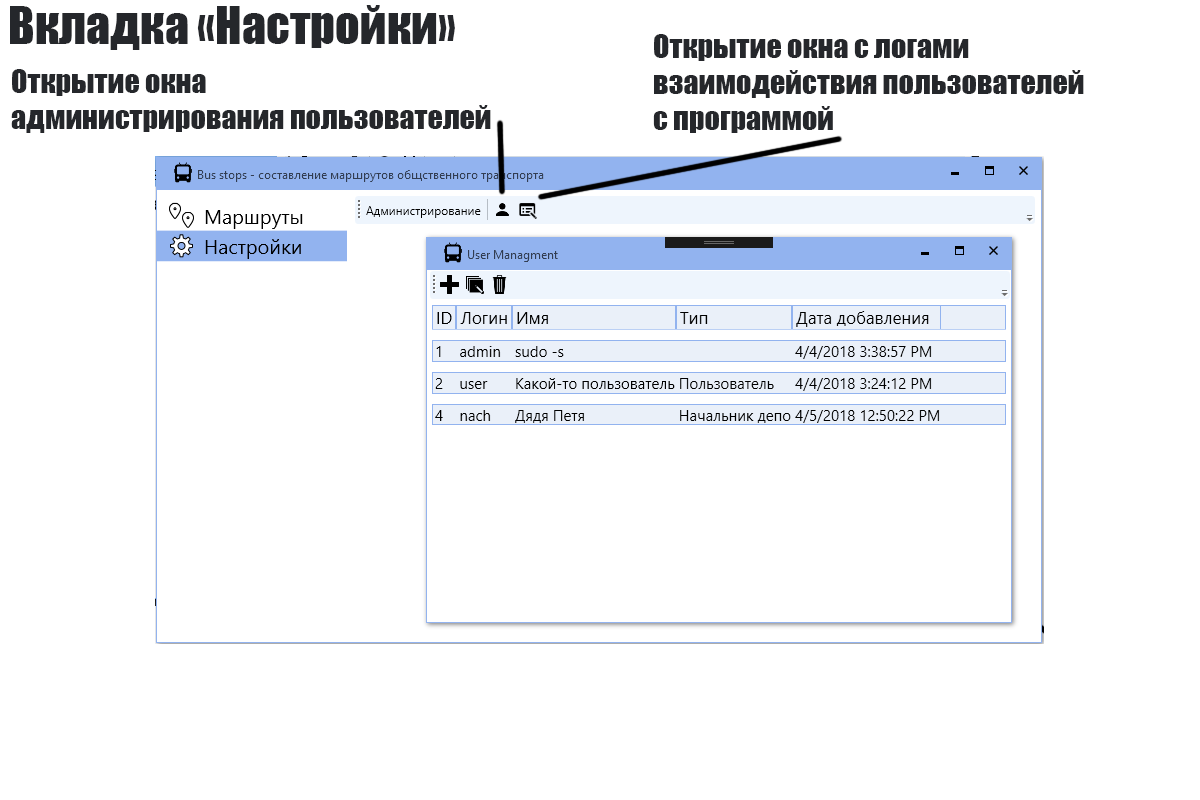 Вкладка «Настройки»
Открытие окна
администрирования пользователей
Открытие окна с логами
взаимодействия пользователей
с программой
Bus stops - составление маршрутов общественного транспорта
Маршруты
Настройки
Администрирование
User Managment
ID Логин Имя Тип Дата добавления
1 admin sudo -s 4/4/2018 3:38:57 PM
2 user Какой-то пользователь Пользователь 4/4/2018 3:24:12 PM
4 nach Дядя Петя Начальник депо 4/5/2018 12:50:22 PM